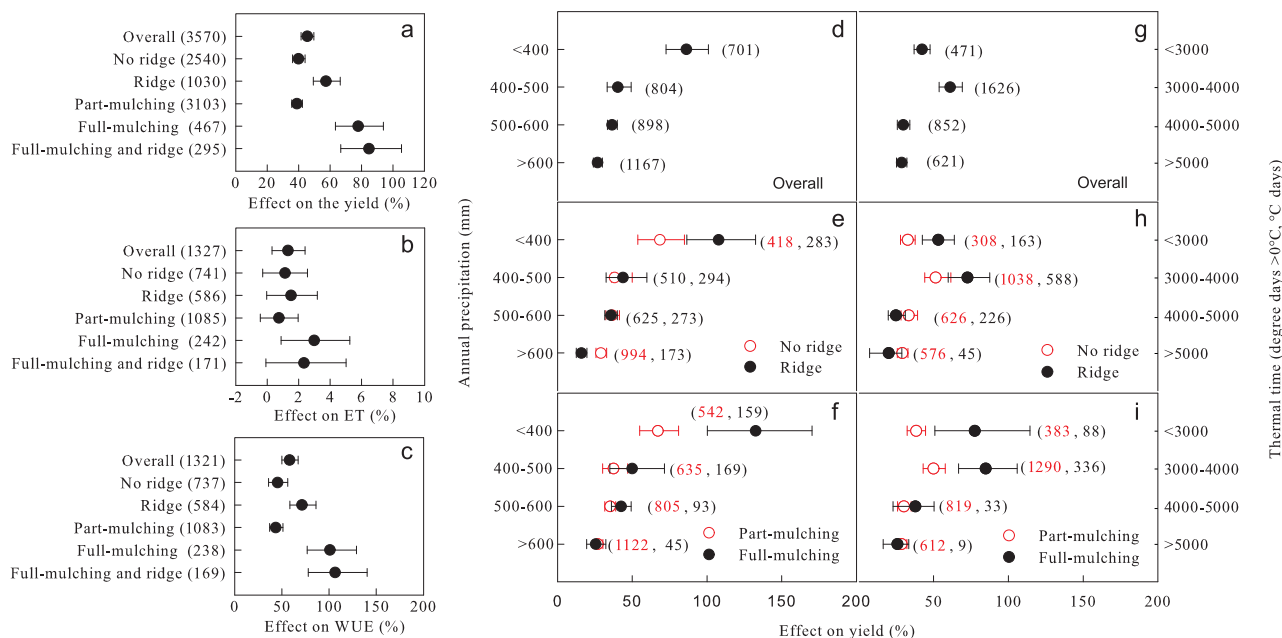 a
Overall (3570)
No ridge (2540)
Ridge (1030)
Part-mulching (3103)
Full-mulching (467)
Full-mulching and ridge (295)
0 20 40 60 80 100 120
Effect on the yield (%)
b
Overall (1327)
No ridge (741)
Ridge (586)
Part-mulching (1085)
Full-mulching (242)
Full-mulching and ridge (171)
-2 0 2 4 6 8 10
Effect on ET (%)
c
Overall (1321)
No ridge (737)
Ridge (584)
Part-mulching (1083)
Full-mulching (238)
Full-mulching and ridge (169)
0 50 100 150 200
Effect on WUE (%)
Annual precipitation (mm)
d
<400 (701)
400-500 (804)
500-600 (898)
>600 (1167)
Overall
g
(471) <3000
(1626) 3000-4000
(852) 4000-5000
(621) >5000
Overall
e
<400 (418, 283)
400-500 (510, 294)
500-600 (625, 273)
>600 (994, 173)
No ridge
Ridge
h
(308, 163) <3000
(1038, 588) 3000-4000
(626, 226) 4000-5000
(576, 45) >5000
No ridge
Ridge
f
(542, 159)
<400
400-500 (635, 169)
500-600 (805, 93)
>600 (1122, 45)
Part-mulching
Full-mulching
i
(383, 88) <3000
(1290, 336) 3000-4000
(819, 33) 4000-5000
(612, 9) >5000
Part-mulching
Full-mulching
0 50 100 150 200 50 100 150 200
Effect on yield (%)
Thermal time (degree days >0°C, °C days)